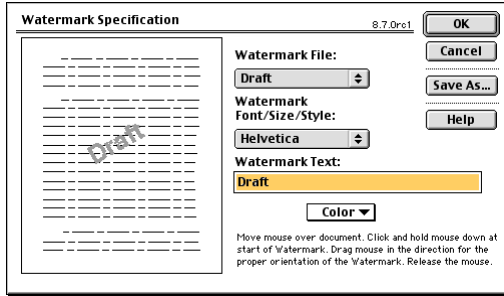 Watermark Specification
8.7.0rc1
OK
Cancel
Save As...
Help
Draft
Watermark File:
Draft
Watermark
Font/Size/Style:
Helvetica
Watermark Text:
Draft
Color
Move mouse over document. Click and hold mouse down at
start of Watermark. Drag mouse in the direction for the
proper orientation of the Watermark. Release the mouse.